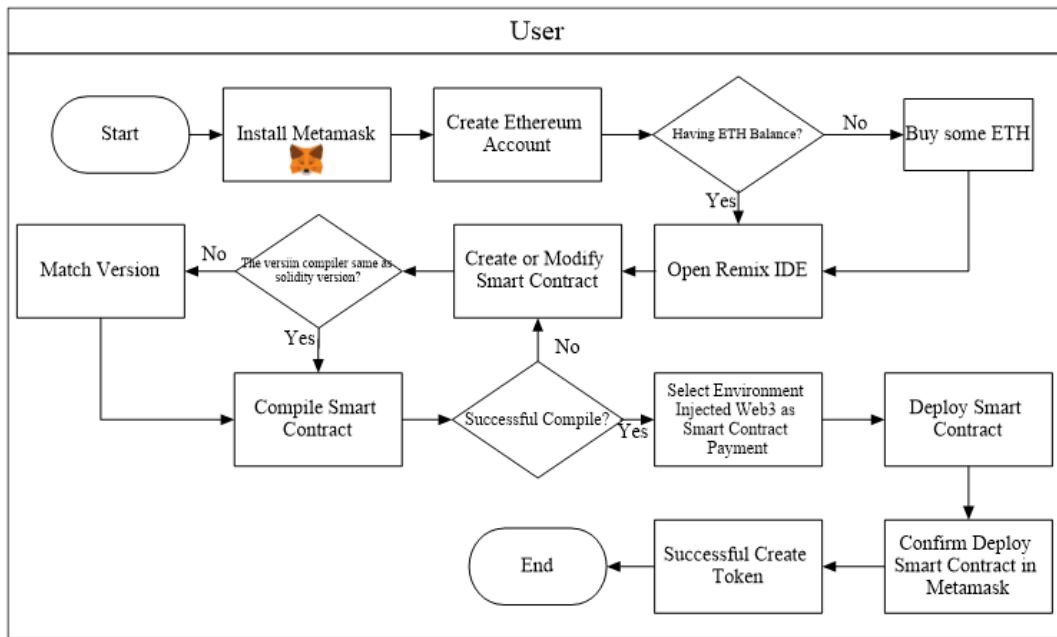 User
Start
Install Metamask
Create Ethereum
Account
Having ETH Balance?
No
Buy some ETH
Yes
Match Version
No
The versiin compiler same as
solidity version?
Create or Modify
Smart Contract
Open Remix IDE
Yes
No
Compile Smart
Contract
Successful Compile?
Yes
Select Environment
Injected Web3 as
Smart Contract
Payment
Deploy Smart
Contract
End
Successful Create
Token
Confirm Deploy
Smart Contract in
Metamask